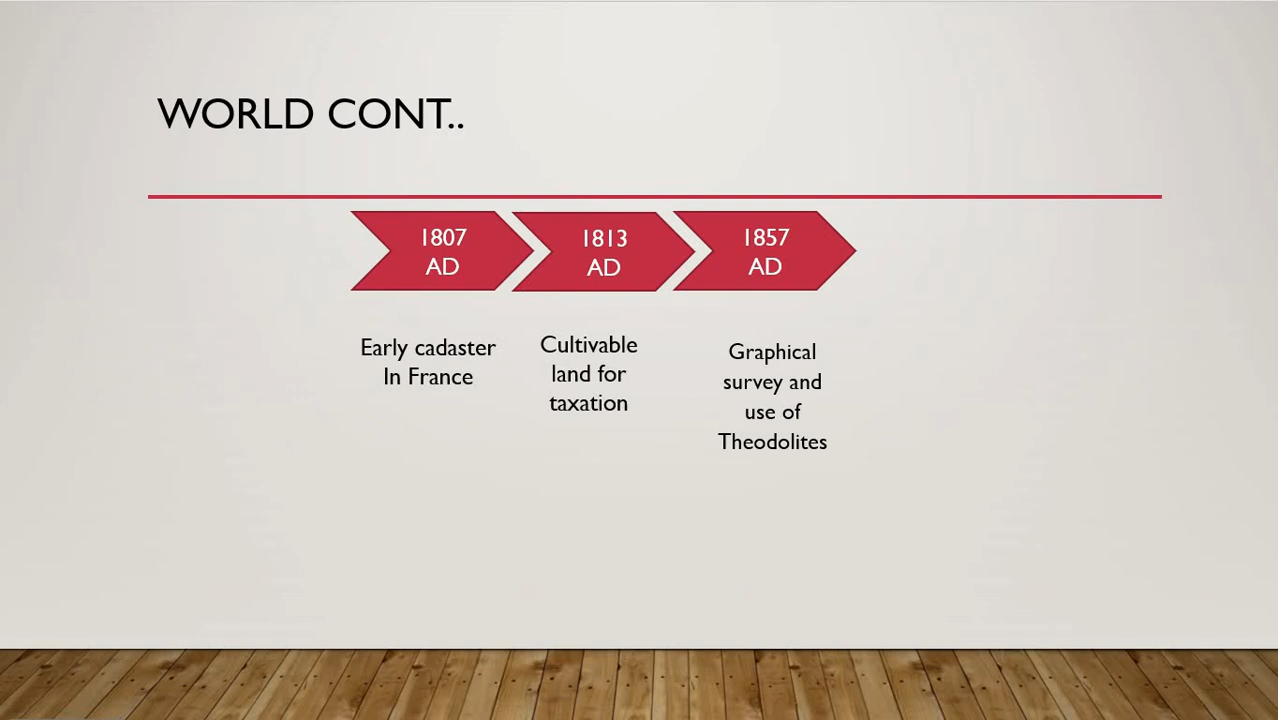 WORLD CONT..
1807
AD
1813
AD
1857
AD
Early cadaster
In France
Cultivable
land for
taxation
Graphical
survey and
use of
Theodolites